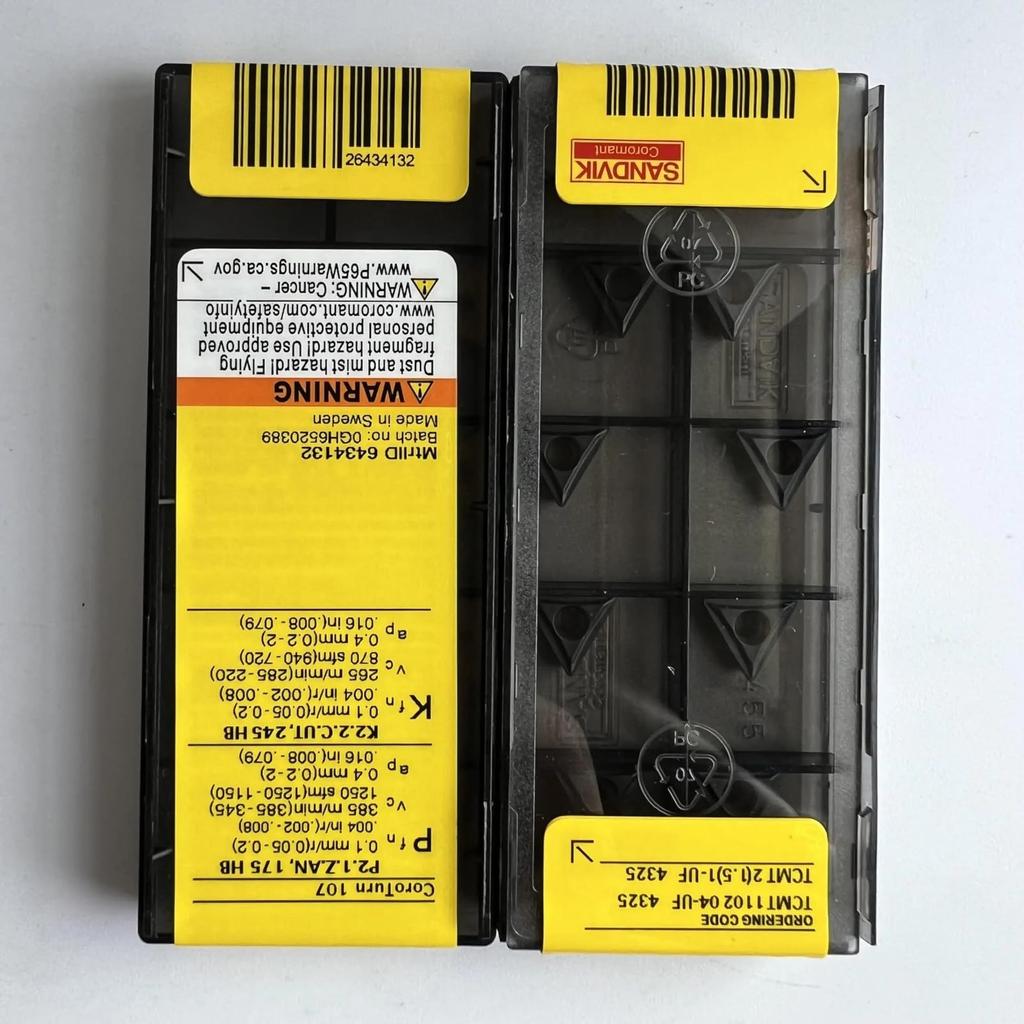 26434132
CoroTurn 107
P2.1.Z.AN, 175 HB
P
fn 0.1 mm/r(0.05-0.2)
.004 in/r(.002-.008)
vc 385 m/min(385-345)
1250 sfm(1250-1150)
ap 0.4 mm(0.2-2)
.016 in(.008-.079)
K2.2.C.UT, 245 HB
K
fn 0.1 mm/r(0.05-0.2)
.004 in/r(.002-.008)
vc 265 m/min(285-220)
870 sfm(940-720)
ap 0.4 mm(0.2-2)
.016 in(.008-.079)
MtrlID 6434132
Batch no: 0GH6520389
Made in Sweden
WARNING
Dust and mist hazard! Flying
fragment hazard! Use approved
personal protective equipment
www.coromant.com/safetyinfo
WARNING: Cancer –
www.P65Warnings.ca.gov
ORDERING CODE
TCMT 11 02 04-UF 4325
TCMT 2(1.5)1-UF 4325
07
PC
455
07
PC
SANDVIK
SANDVIK
Coromant